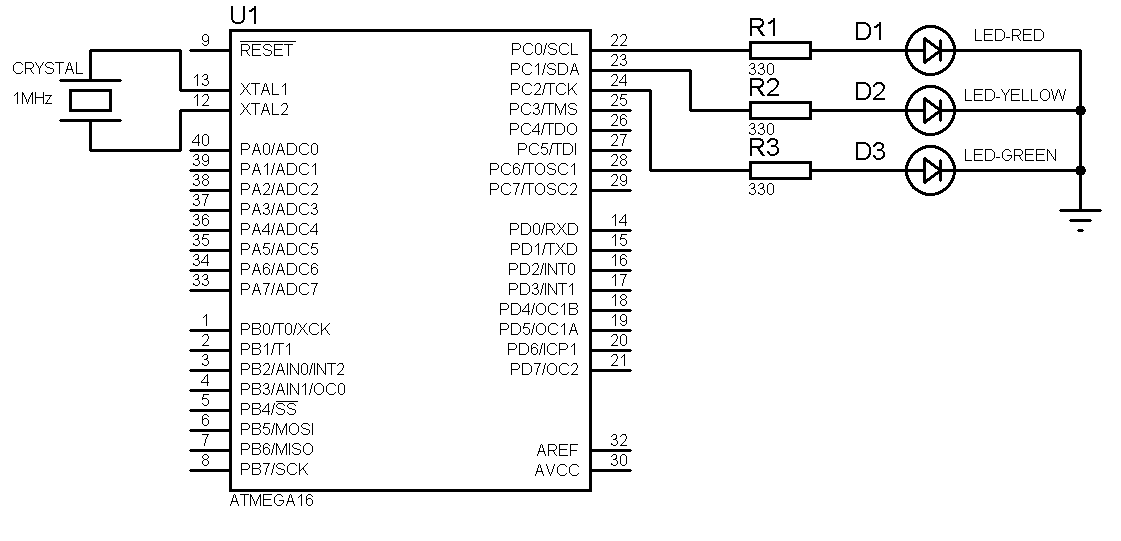 U1
CRYSTAL
1MHz
9 RESET
13 XTAL1
12 XTAL2
40 PA0/ADC0
39 PA1/ADC1
38 PA2/ADC2
37 PA3/ADC3
36 PA4/ADC4
35 PA5/ADC5
34 PA6/ADC6
33 PA7/ADC7
1 PB0/T0/XCK
2 PB1/T1
3 PB2/AIN0/INT2
4 PB3/AIN1/OC0
5 PB4/SS
6 PB5/MOSI
7 PB6/MISO
8 PB7/SCK
PC0/SCL 22
PC1/SDA 23
PC2/TCK 24
PC3/TMS 25
PC4/TDO 26
PC5/TDI 27
PC6/TOSC1 28
PC7/TOSC2 29
PD0/RXD 14
PD1/TXD 15
PD2/INT0 16
PD3/INT1 17
PD4/OC1B 18
PD5/OC1A 19
PD6/ICP1 20
PD7/OC2 21
AREF 32
AVCC 30
ATMEGA16
R1 D1 LED-RED
330
R2 D2 LED-YELLOW
330
R3 D3 LED-GREEN
330